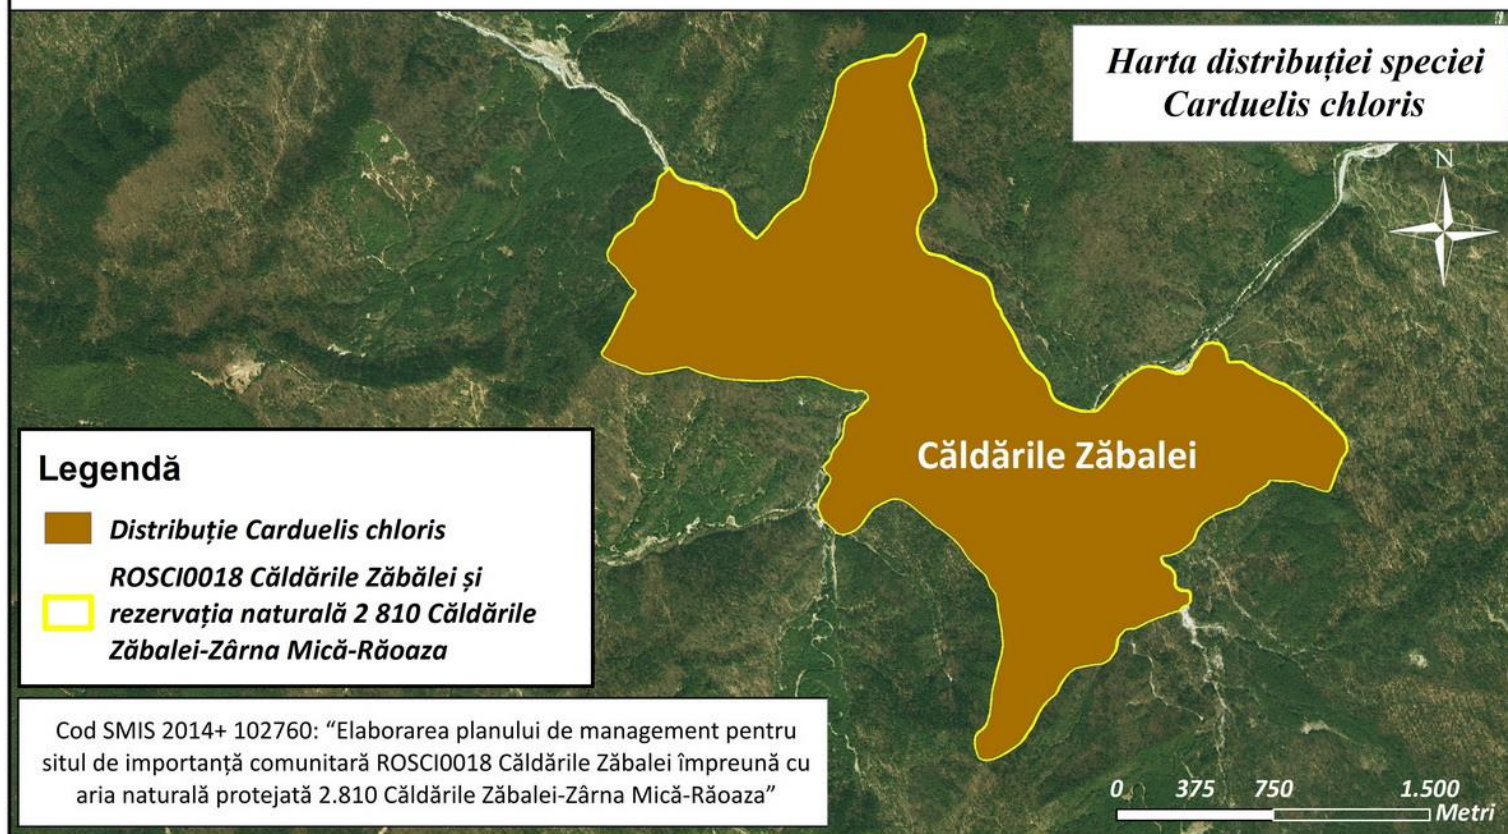 Harta distribuției speciei
Carduelis chloris
N
Căldările Zăbalei
Legendă
Distribuție Carduelis chloris
ROSCI0018 Căldările Zăbălei și
rezervația naturală 2 810 Căldările
Zăbalei-Zârna Mică-Răoaza
Cod SMIS 2014+ 102760: “Elaborarea planului de management pentru
situl de importanță comunitară ROSCI0018 Căldările Zăbalei împreună cu
aria naturală protejată 2.810 Căldările Zăbalei-Zârna Mică-Răoaza”
0 375 750 1.500
Metri